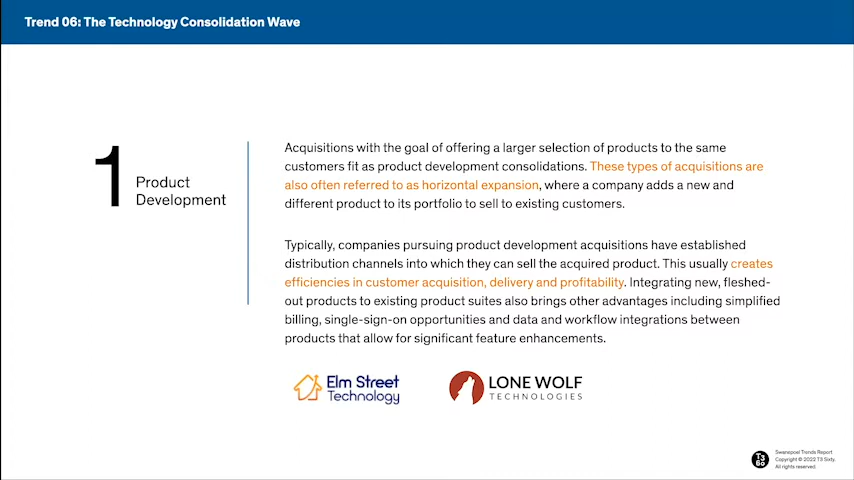 Trend 06: The Technology Consolidation Wave
1
Product
Development
Acquisitions with the goal of offering a larger selection of products to the same
customers fit as product development consolidations. These types of acquisitions are
also often referred to as horizontal expansion, where a company adds a new and
different product to its portfolio to sell to existing customers.
Typically, companies pursuing product development acquisitions have established
distribution channels into which they can sell the acquired product. This usually creates
efficiencies in customer acquisition, delivery and profitability. Integrating new, fleshed-
out products to existing product suites also brings other advantages including simplified
billing, single-sign-on opportunities and data and workflow integrations between
products that allow for significant feature enhancements.
Elm Street
Technology
LONE WOLF
TECHNOLOGIES
T3
60
Swanepoel Trends Report
Copyright © 2022 T3 Sixty.
All rights reserved.